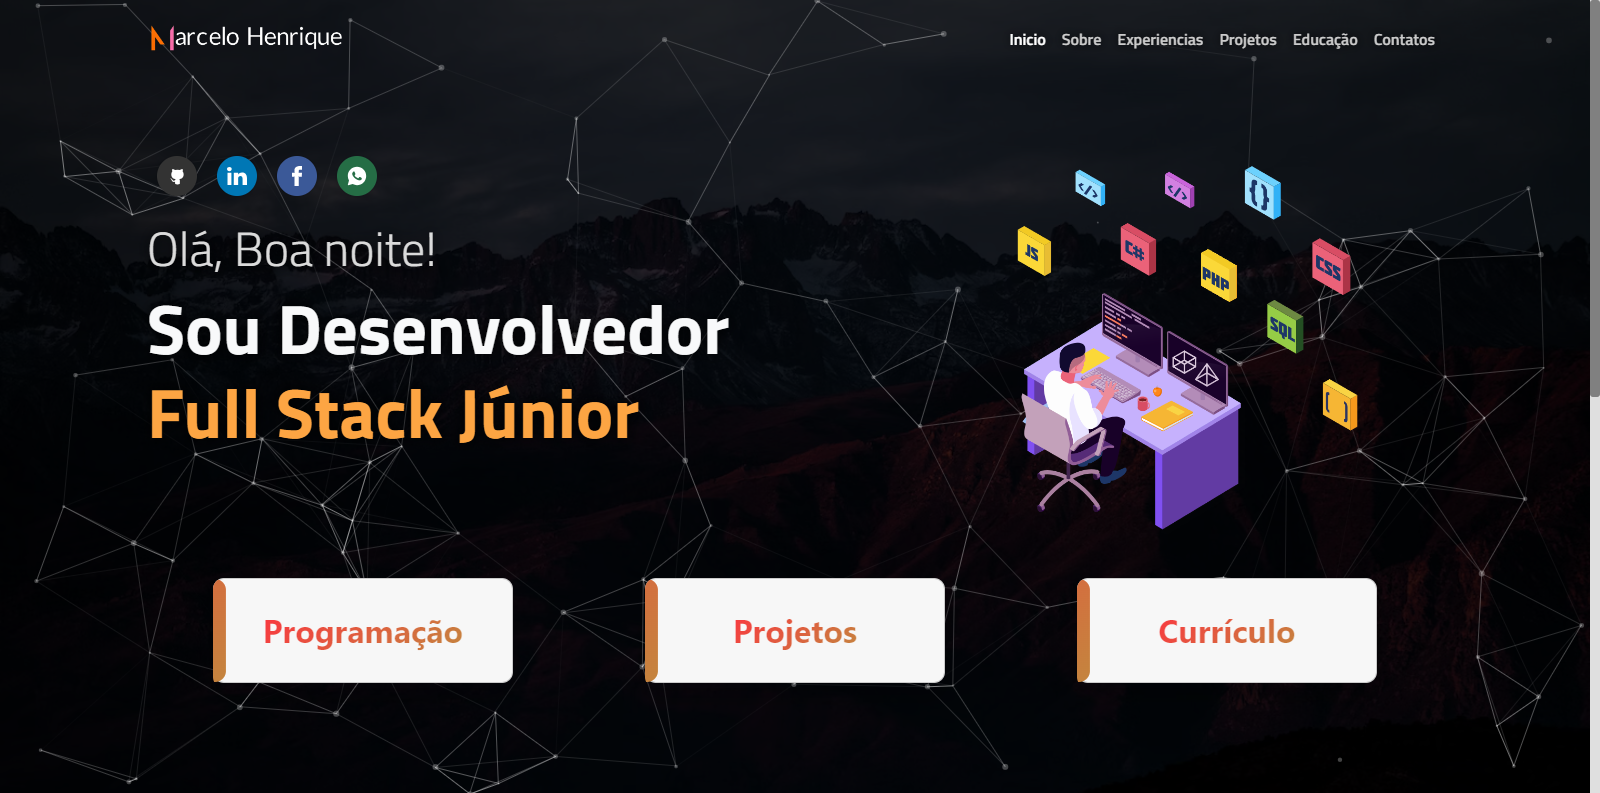 Marcelo Henrique
Inicio Sobre Experiencias Projetos Educação Contatos
in f
Olá, Boa noite!
Sou Desenvolvedor
Full Stack Júnior
</> </> {}
JS C# PHP CSS
SQL
[ ]
Programação Projetos Currículo